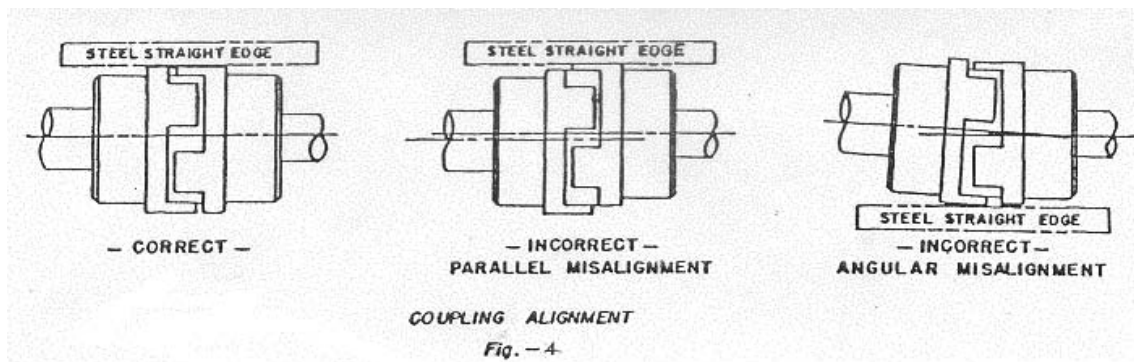 STEEL STRAIGHT EDGE
— CORRECT —
STEEL STRAIGHT EDGE
— INCORRECT —
PARALLEL MISALIGNMENT
STEEL STRAIGHT EDGE
— INCORRECT —
ANGULAR MISALIGNMENT
COUPLING ALIGNMENT
Fig. - 4